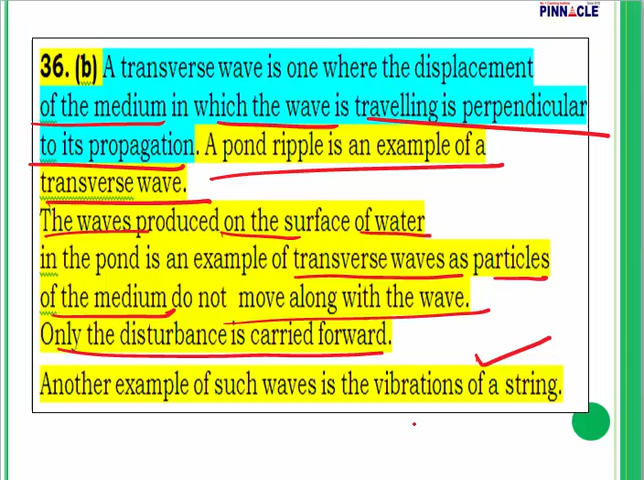 PINNACLE
36. (b) A transverse wave is one where the displacement
of the medium in which the wave is travelling is perpendicular
to its propagation. A pond ripple is an example of a
transverse wave.
The waves produced on the surface of water
in the pond is an example of transverse waves as particles
of the medium do not move along with the wave.
Only the disturbance is carried forward.
Another example of such waves is the vibrations of a string.